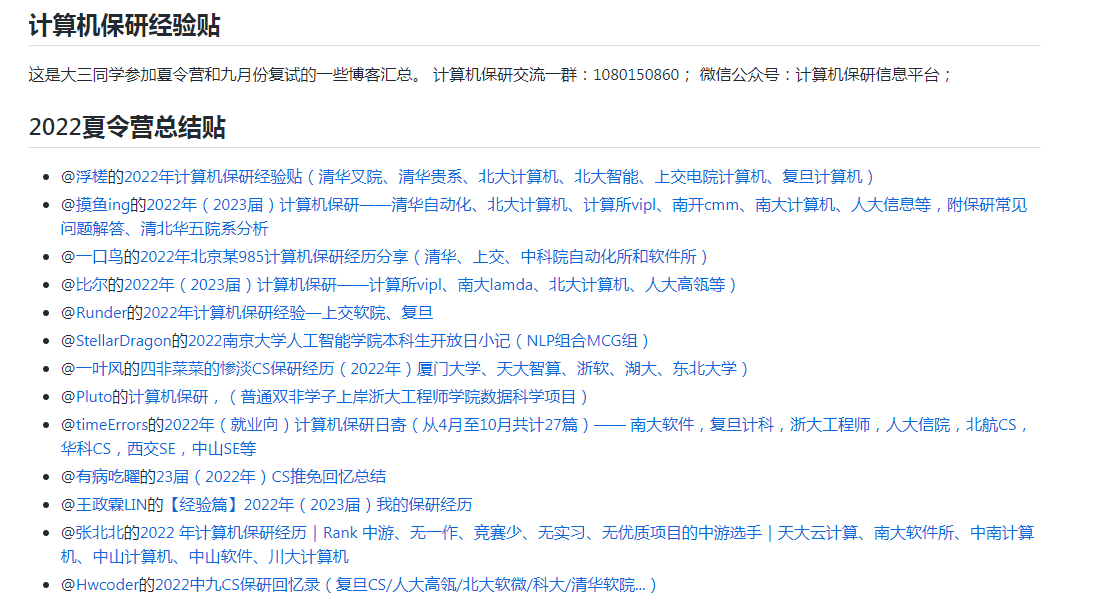 计算机保研经验贴
这是大三同学参加夏令营和九月份复试的一些博客汇总。 计算机保研交流一群：1080150860； 微信公众号：计算机保研信息平台；
2022夏令营总结贴
@浮槎的2022年计算机保研经验贴（清华叉院、清华贵系、北大计算机、北大智能、上交电院计算机、复旦计算机）
@摸鱼ing的2022年（2023届）计算机保研——清华自动化、北大计算机、计算所vipl、南开cmm、南大计算机、人大信息等，附保研常见
问题解答、清北华五院系分析
@一口鸟的2022年北京某985计算机保研经历分享（清华、上交、中科院自动化所和软件所）
@比尔的2022年（2023届）计算机保研——计算所vipl、南大lamda、北大计算机、人大高瓴等）
@Runder的2022年计算机保研经验—上交软院、复旦
@StellarDragon的2022南京大学人工智能学院本科生开放日小记（NLP组合MCG组）
@一叶风的四非菜菜的惨淡CS保研经历（2022年）厦门大学、天大智算、浙软、湖大、东北大学）
@Pluto的计算机保研，（普通双非学子上岸浙大工程师学院数据科学项目）
@timeErrors的2022年（就业向）计算机保研日寄（从4月至10月共计27篇）—— 南大软件，复旦计科，浙大工程师，人大信院，北航CS，
华科CS，西交SE，中山SE等
@有病吃曜的23届（2022年）CS推免回忆总结
@王政霖LIN的【经验篇】2022年（2023届）我的保研经历
@张北北的2022 年计算机保研经历｜Rank 中游、无一作、竞赛少、无实习、无优质项目的中游选手｜天大云计算、南大软件所、中南计算
机、中山计算机、中山软件、川大计算机
@Hwcoder的2022中九CS保研回忆录（复旦CS/人大高瓴/北大软微/科大/清华软院...）